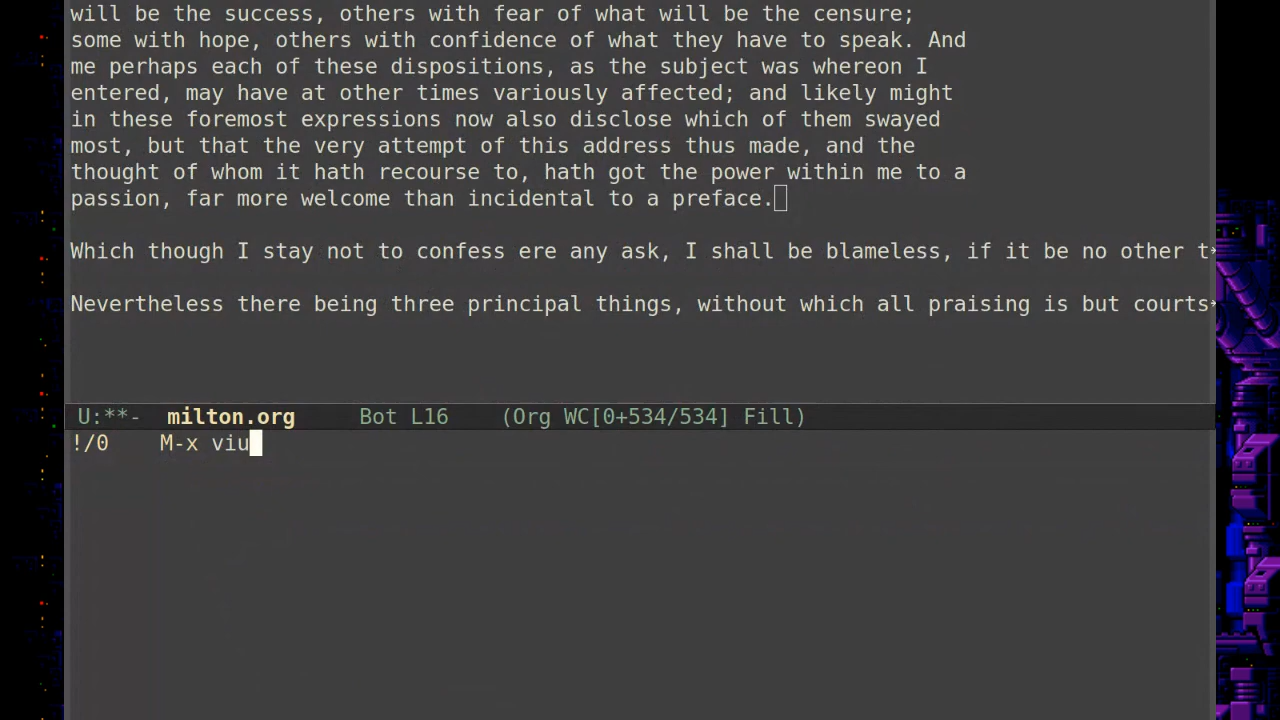 will be the success, others with fear of what will be the censure;
some with hope, others with confidence of what they have to speak. And
me perhaps each of these dispositions, as the subject was whereon I
entered, may have at other times variously affected; and likely might
in these foremost expressions now also disclose which of them swayed
most, but that the very attempt of this address thus made, and the
thought of whom it hath recourse to, hath got the power within me to a
passion, far more welcome than incidental to a preface.
Which though I stay not to confess ere any ask, I shall be blameless, if it be no other t
Nevertheless there being three principal things, without which all praising is but courts
U:**- milton.org Bot L16 (Org WC[0+534/534] Fill)
!/0 M-x viu